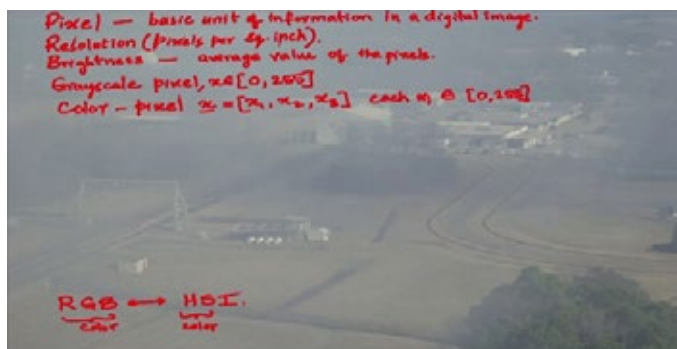 Pixel — basic unit of information in a digital image.
Resolution (pixels per sq. inch).
Brightness — average value of the pixels.
Grayscale pixel, x∈[0, 255]
Color - pixel x = [x₁, x₂, x₃] each xᵢ ∈ [0, 255]
RGB ⟷ HSI.
color color